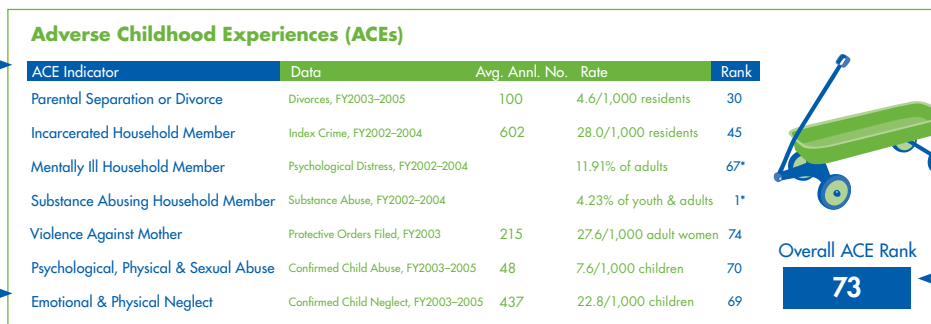 Adverse Childhood Experiences (ACEs)
ACE Indicator Data Avg. Annl. No. Rate Rank
Parental Separation or Divorce Divorces, FY2003–2005 100 4.6/1,000 residents 30
Incarcerated Household Member Index Crime, FY2002–2004 602 28.0/1,000 residents 45
Mentally Ill Household Member Psychological Distress, FY2002–2004 11.91% of adults 67*
Substance Abusing Household Member Substance Abuse, FY2002–2004 4.23% of youth & adults 1*
Violence Against Mother Protective Orders Filed, FY2003 215 27.6/1,000 adult women 74
Psychological, Physical & Sexual Abuse Confirmed Child Abuse, FY2003–2005 48 7.6/1,000 children 70
Emotional & Physical Neglect Confirmed Child Neglect, FY2003–2005 437 22.8/1,000 children 69
Overall ACE Rank
73